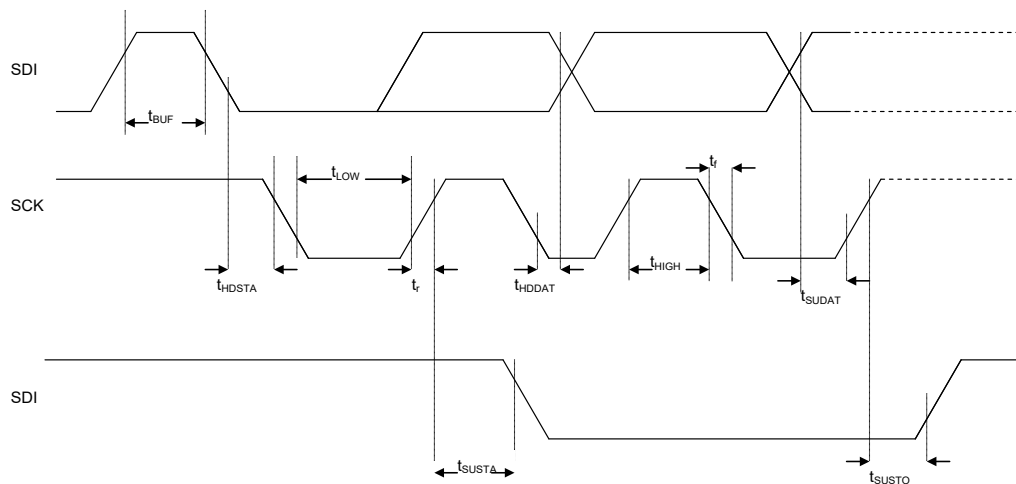 SDI
tBUF
tf
tLOW
SCK
tHIGH
tHDSTA
tr
tHDDAT
tSUDAT
SDI
tSUSTA
tSUSTO